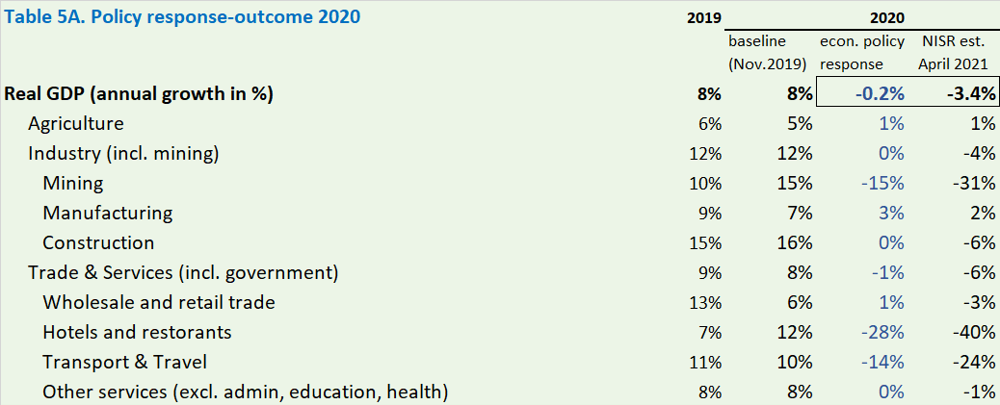 Table 5A. Policy response-outcome 2020 2019 2020
baseline econ. policy NISR est.
(Nov.2019) response April 2021
Real GDP (annual growth in %) 8% 8% -0.2% -3.4%
Agriculture 6% 5% 1% 1%
Industry (incl. mining) 12% 12% 0% -4%
Mining 10% 15% -15% -31%
Manufacturing 9% 7% 3% 2%
Construction 15% 16% 0% -6%
Trade & Services (incl. government) 9% 8% -1% -6%
Wholesale and retail trade 13% 6% 1% -3%
Hotels and restorants 7% 12% -28% -40%
Transport & Travel 11% 10% -14% -24%
Other services (excl. admin, education, health) 8% 8% 0% -1%